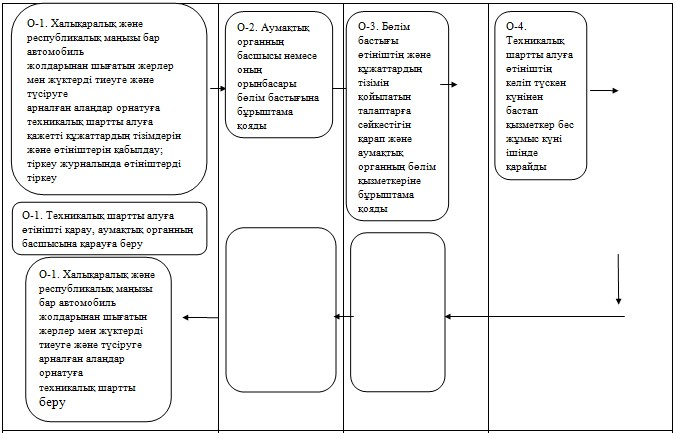 О-1. Халықаралық және
республикалық маңызы бар
автомобиль
жолдарынан шығатын жерлер
мен жүктерді тиеуге және
түсіруге
арналған алаңдар орнатуға
техникалық шартты алуға
қажетті құжаттардың тізімдерін
және өтініштерін қабылдау;
тіркеу журналында өтініштерді
тіркеу
О-2. Аумақтық
органның
басшысы немесе
оның
орынбасары
бөлім бастығына
бұрыштама
қояды
О-3. Бөлім
бастығы
өтініштің және
құжаттардың
тізімін
қойылатын
талаптарға
сәйкестігін
қарап және
аумақтық
органның бөлім
қызметкеріне
бұрыштама
қояды
О-4.
Техникалық
шартты алуға
өтініштің
келіп түскен
күнінен
бастап
қызметкер бес
жұмыс күні
ішінде
қарайды
О-1. Техникалық шартты алуға
өтінішті қарау, аумақтық органның
басшысына қарауға беру
О-1. Халықаралық және
республикалық маңызы
бар автомобиль
жолдарынан шығатын
жерлер мен жүктерді
тиеуге және түсіруге
арналған алаңдар
орнатуға
техникалық шартты
беру